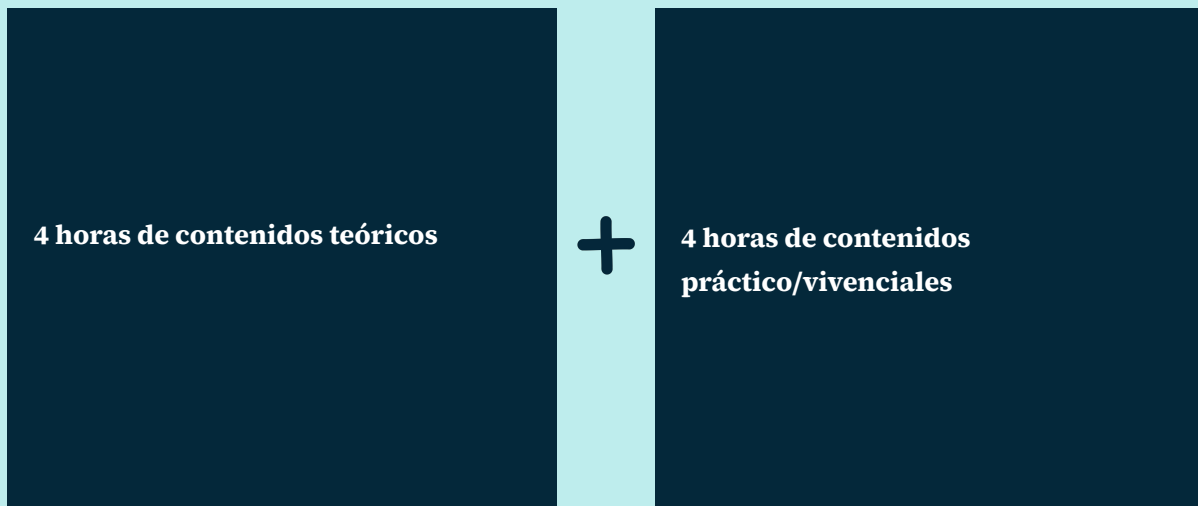 4 horas de contenidos teóricos
+
4 horas de contenidos
práctico/vivenciales